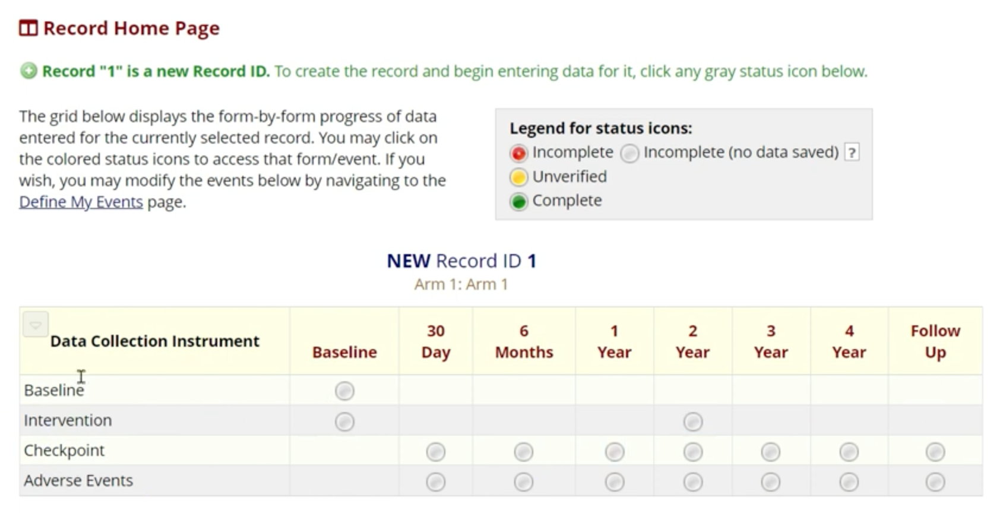 Record Home Page
Record "1" is a new Record ID. To create the record and begin entering data for it, click any gray status icon below.
The grid below displays the form-by-form progress of data
entered for the currently selected record. You may click on
the colored status icons to access that form/event. If you
wish, you may modify the events below by navigating to the
Define My Events page.
Legend for status icons:
Incomplete Incomplete (no data saved) ?
Unverified
Complete
NEW Record ID 1
Arm 1: Arm 1
Data Collection Instrument Baseline 30 Day 6 Months 1 Year 2 Year 3 Year 4 Year Follow Up
Baseline
Intervention
Checkpoint
Adverse Events